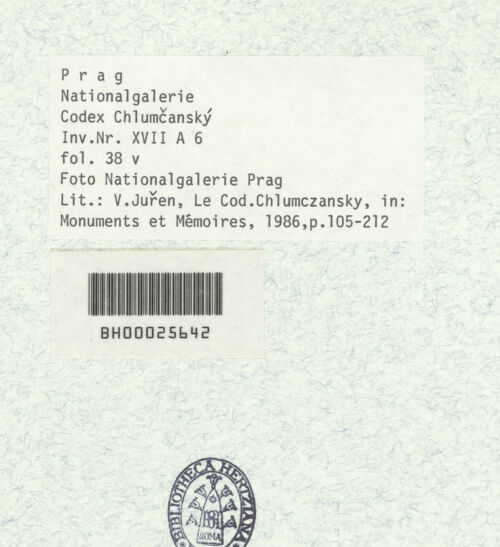 P r a g
Nationalgalerie
Codex Chlumčanský
Inv.Nr. XVII A 6
fol. 38 v
Foto Nationalgalerie Prag
Lit.: V.Juřen, Le Cod.Chlumczansky, in:
Monuments et Mémoires, 1986,p.105-212
BH00025642
BIBLIOTHECA HERTZIANA
ROMA